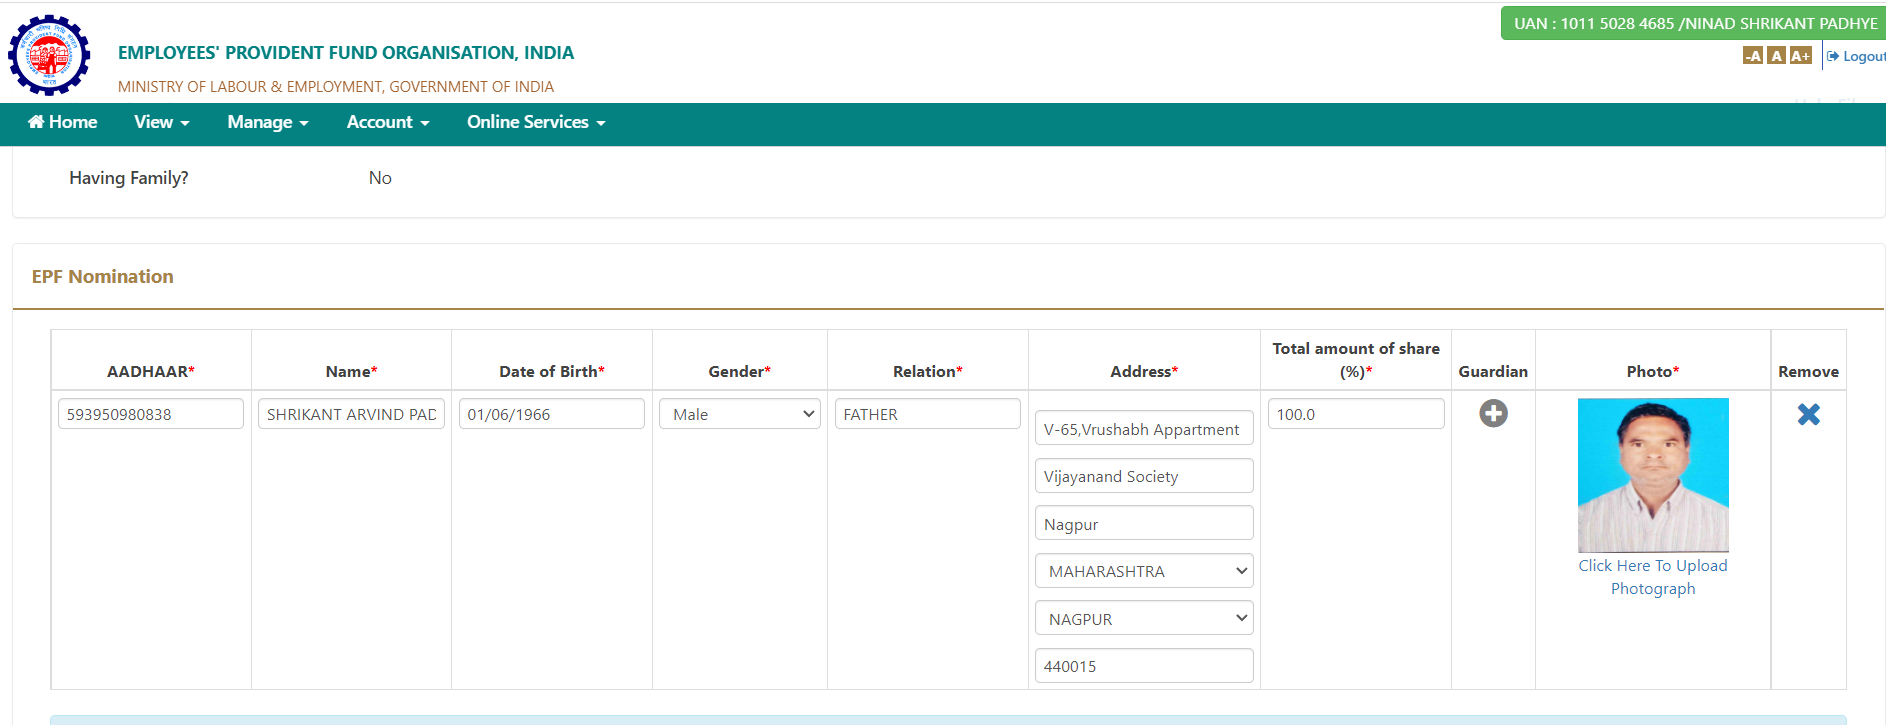 UAN : 1011 5028 4685 /NINAD SHRIKANT PADHYE
EMPLOYEES' PROVIDENT FUND ORGANISATION, INDIA
-A A A+ Logout
MINISTRY OF LABOUR & EMPLOYMENT, GOVERNMENT OF INDIA
Home View Manage Account Online Services
Having Family? No
EPF Nomination
AADHAAR* Name* Date of Birth* Gender* Relation* Address* Total amount of share (%)* Guardian Photo* Remove
593950980838 SHRIKANT ARVIND PAD 01/06/1966 Male FATHER 100.0
V-65,Vrushabh Appartment
Vijayanand Society
Nagpur
MAHARASHTRA
NAGPUR
440015
Click Here To Upload
Photograph